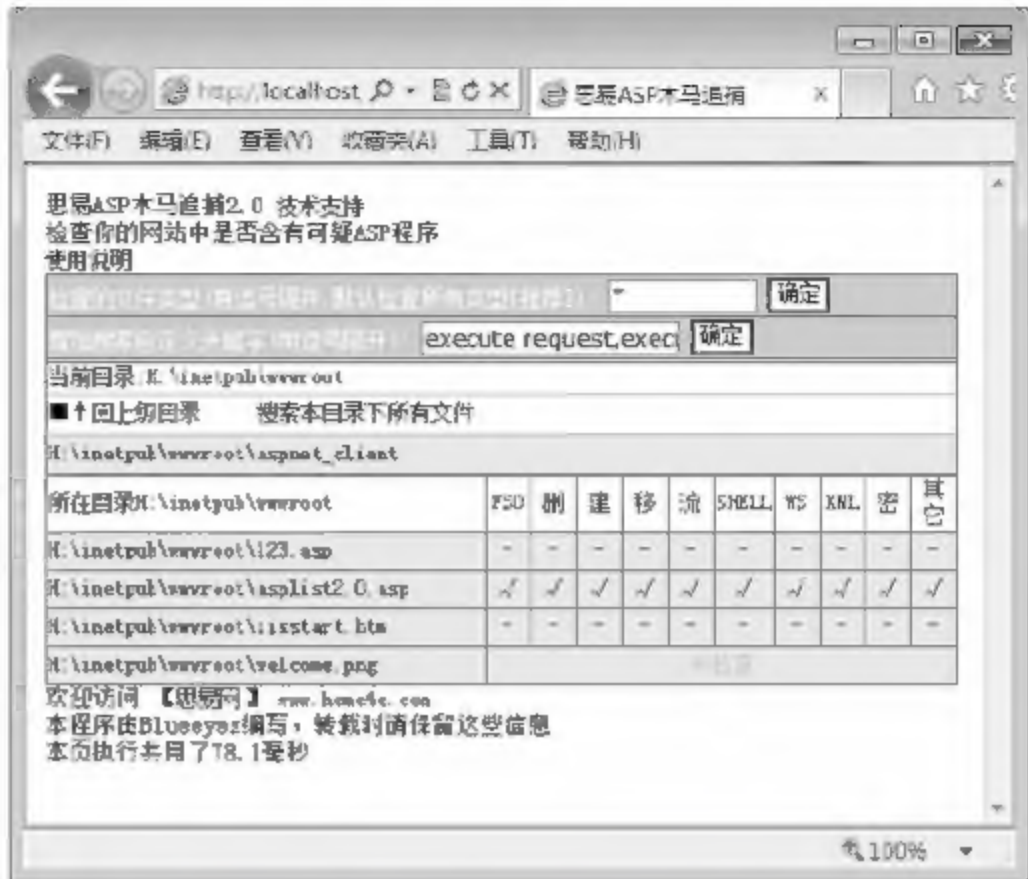 http://localhost
思易ASP木马追捕
文件(F) 编辑(E) 查看(V) 收藏夹(A) 工具(T) 帮助(H)
思易ASP木马追捕2.0 技术支持
检查你的网站中是否含有可疑ASP程序
使用说明
* 确定
execute request,exec 确定
当前目录:H:\inetpub\wwwroot
■↑回上级目录 搜索本目录下所有文件
H:\inetpub\wwwroot\aspnet_client
所在目录H:\inetpub\wwwroot FSO 删 建 移 流 SHELL WS XML 密 其它
H:\inetpub\wwwroot\123.asp - - - - - - - - - -
H:\inetpub\wwwroot\asplist2.0.asp √ √ √ √ √ √ √ √ √ √
H:\inetpub\wwwroot\iisstart.htm - - - - - - - - - -
H:\inetpub\wwwroot\welcome.png
欢迎访问 【思易网】
本程序由Blueeyes编写,转载时请保留这些信息
本页执行共用了78.1毫秒
100%